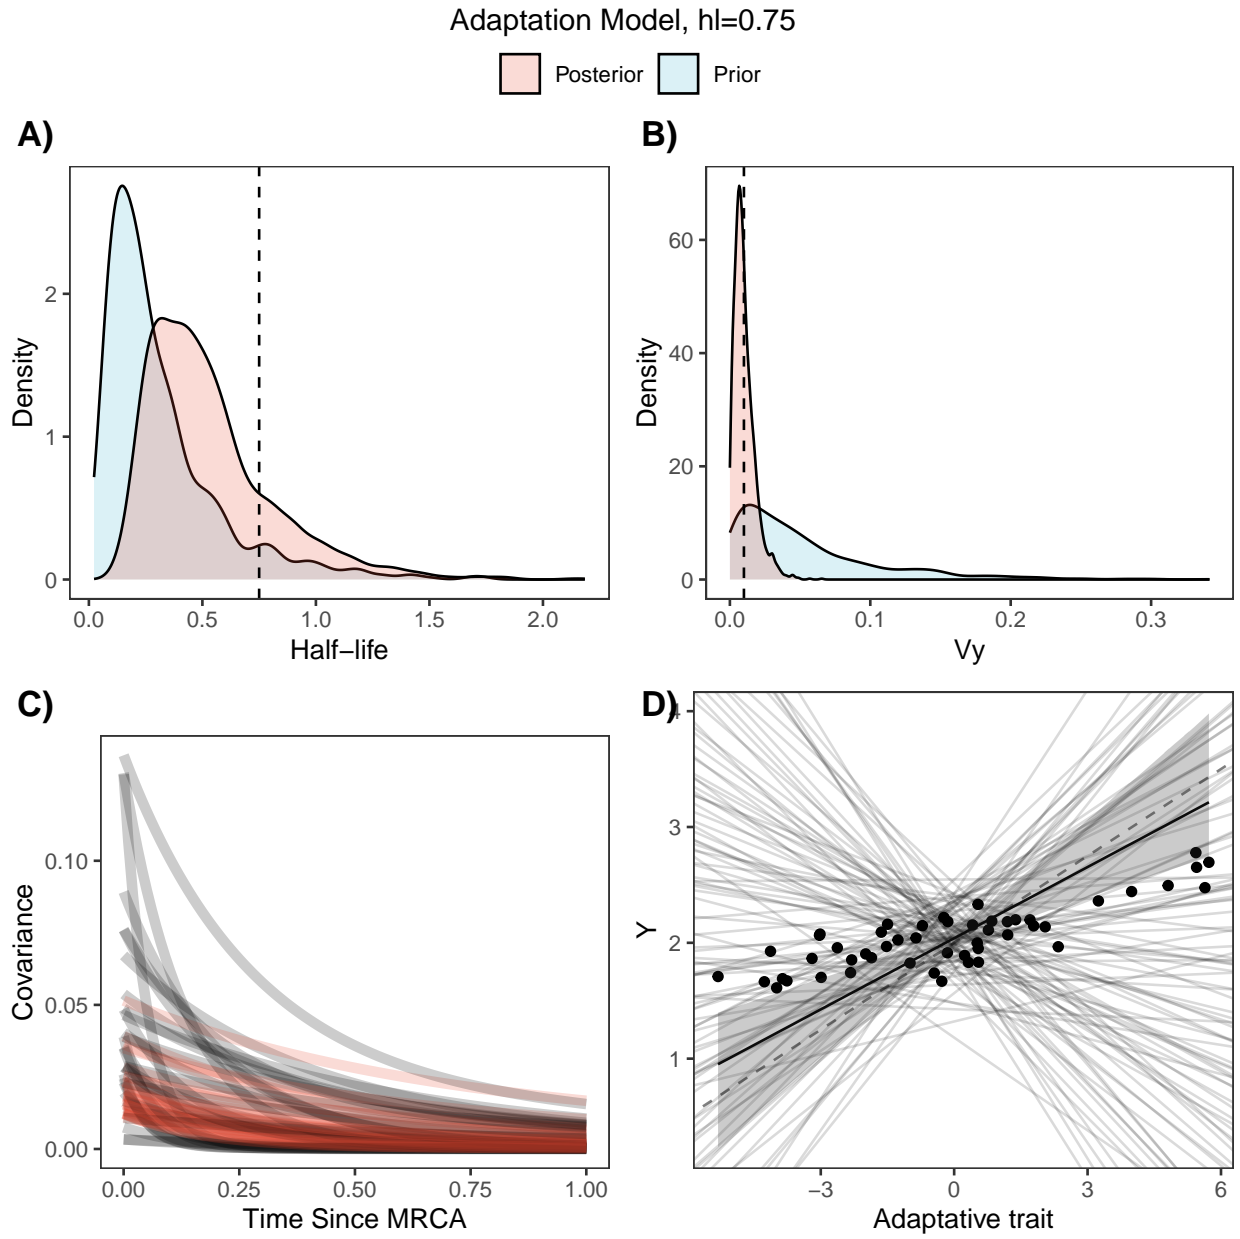 Adaptation Model, hl=0.75
Posterior Prior
A)
B)
Density
2
1
0
0.0 0.5 1.0 1.5 2.0
Half−life
Density
60
40
20
0
0.0 0.1 0.2 0.3
Vy
C)
D)
Covariance
0.10
0.05
0.00
0.00 0.25 0.50 0.75 1.00
Time Since MRCA
Y
4
3
2
1
−3 0 3 6
Adaptative trait